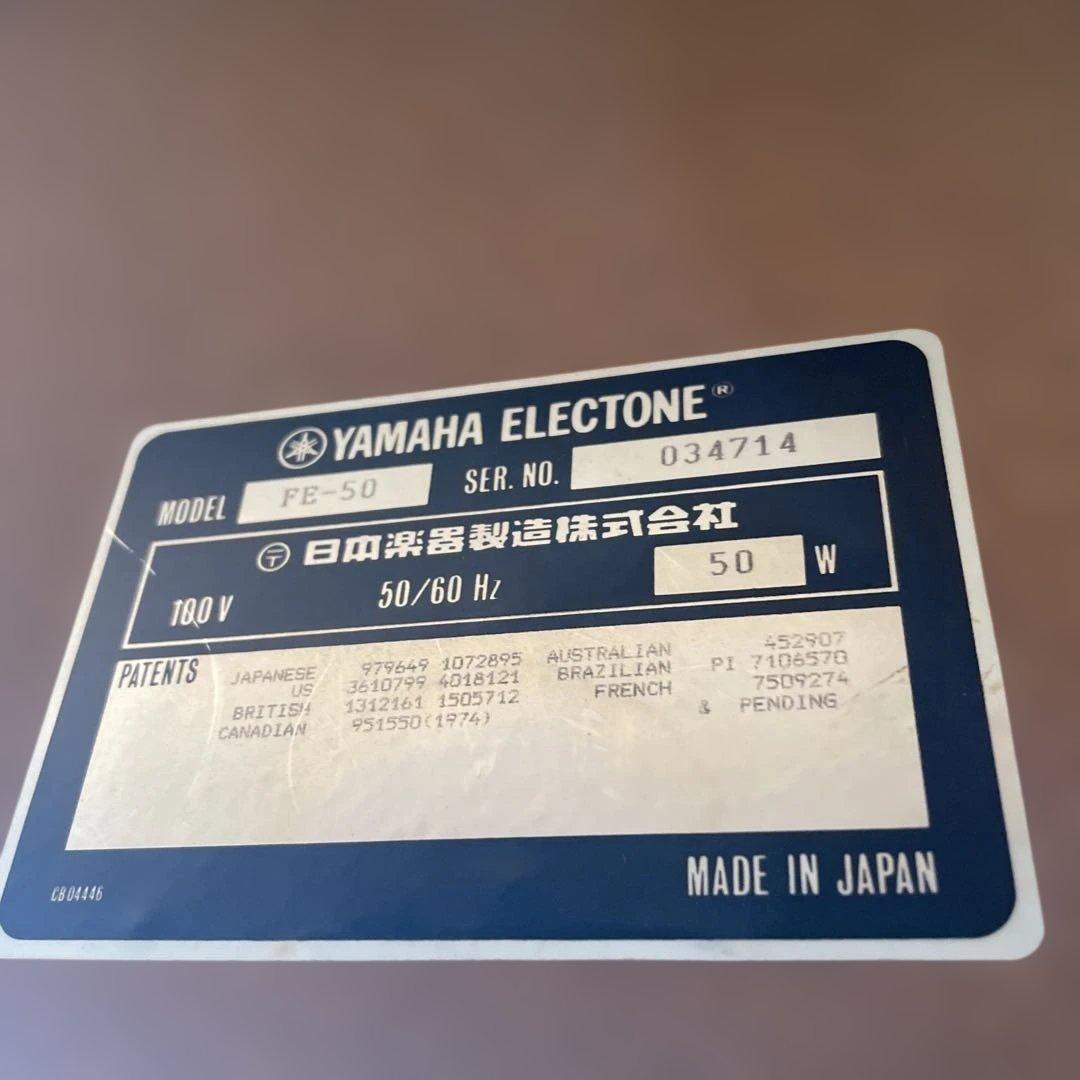 YAMAHA ELECTONE®
MODEL FE-50 SER. NO. 034714
〒 日本楽器製造株式会社
100 V 50/60 Hz 50 W
PATENTS JAPANESE 979649 1072895 AUSTRALIAN 452907
US 3610799 4018121 BRAZILIAN PI 7106570
BRITISH 1312161 1505712 FRENCH 7509274
CANADIAN 951550(1974) & PENDING
MADE IN JAPAN
CB04446